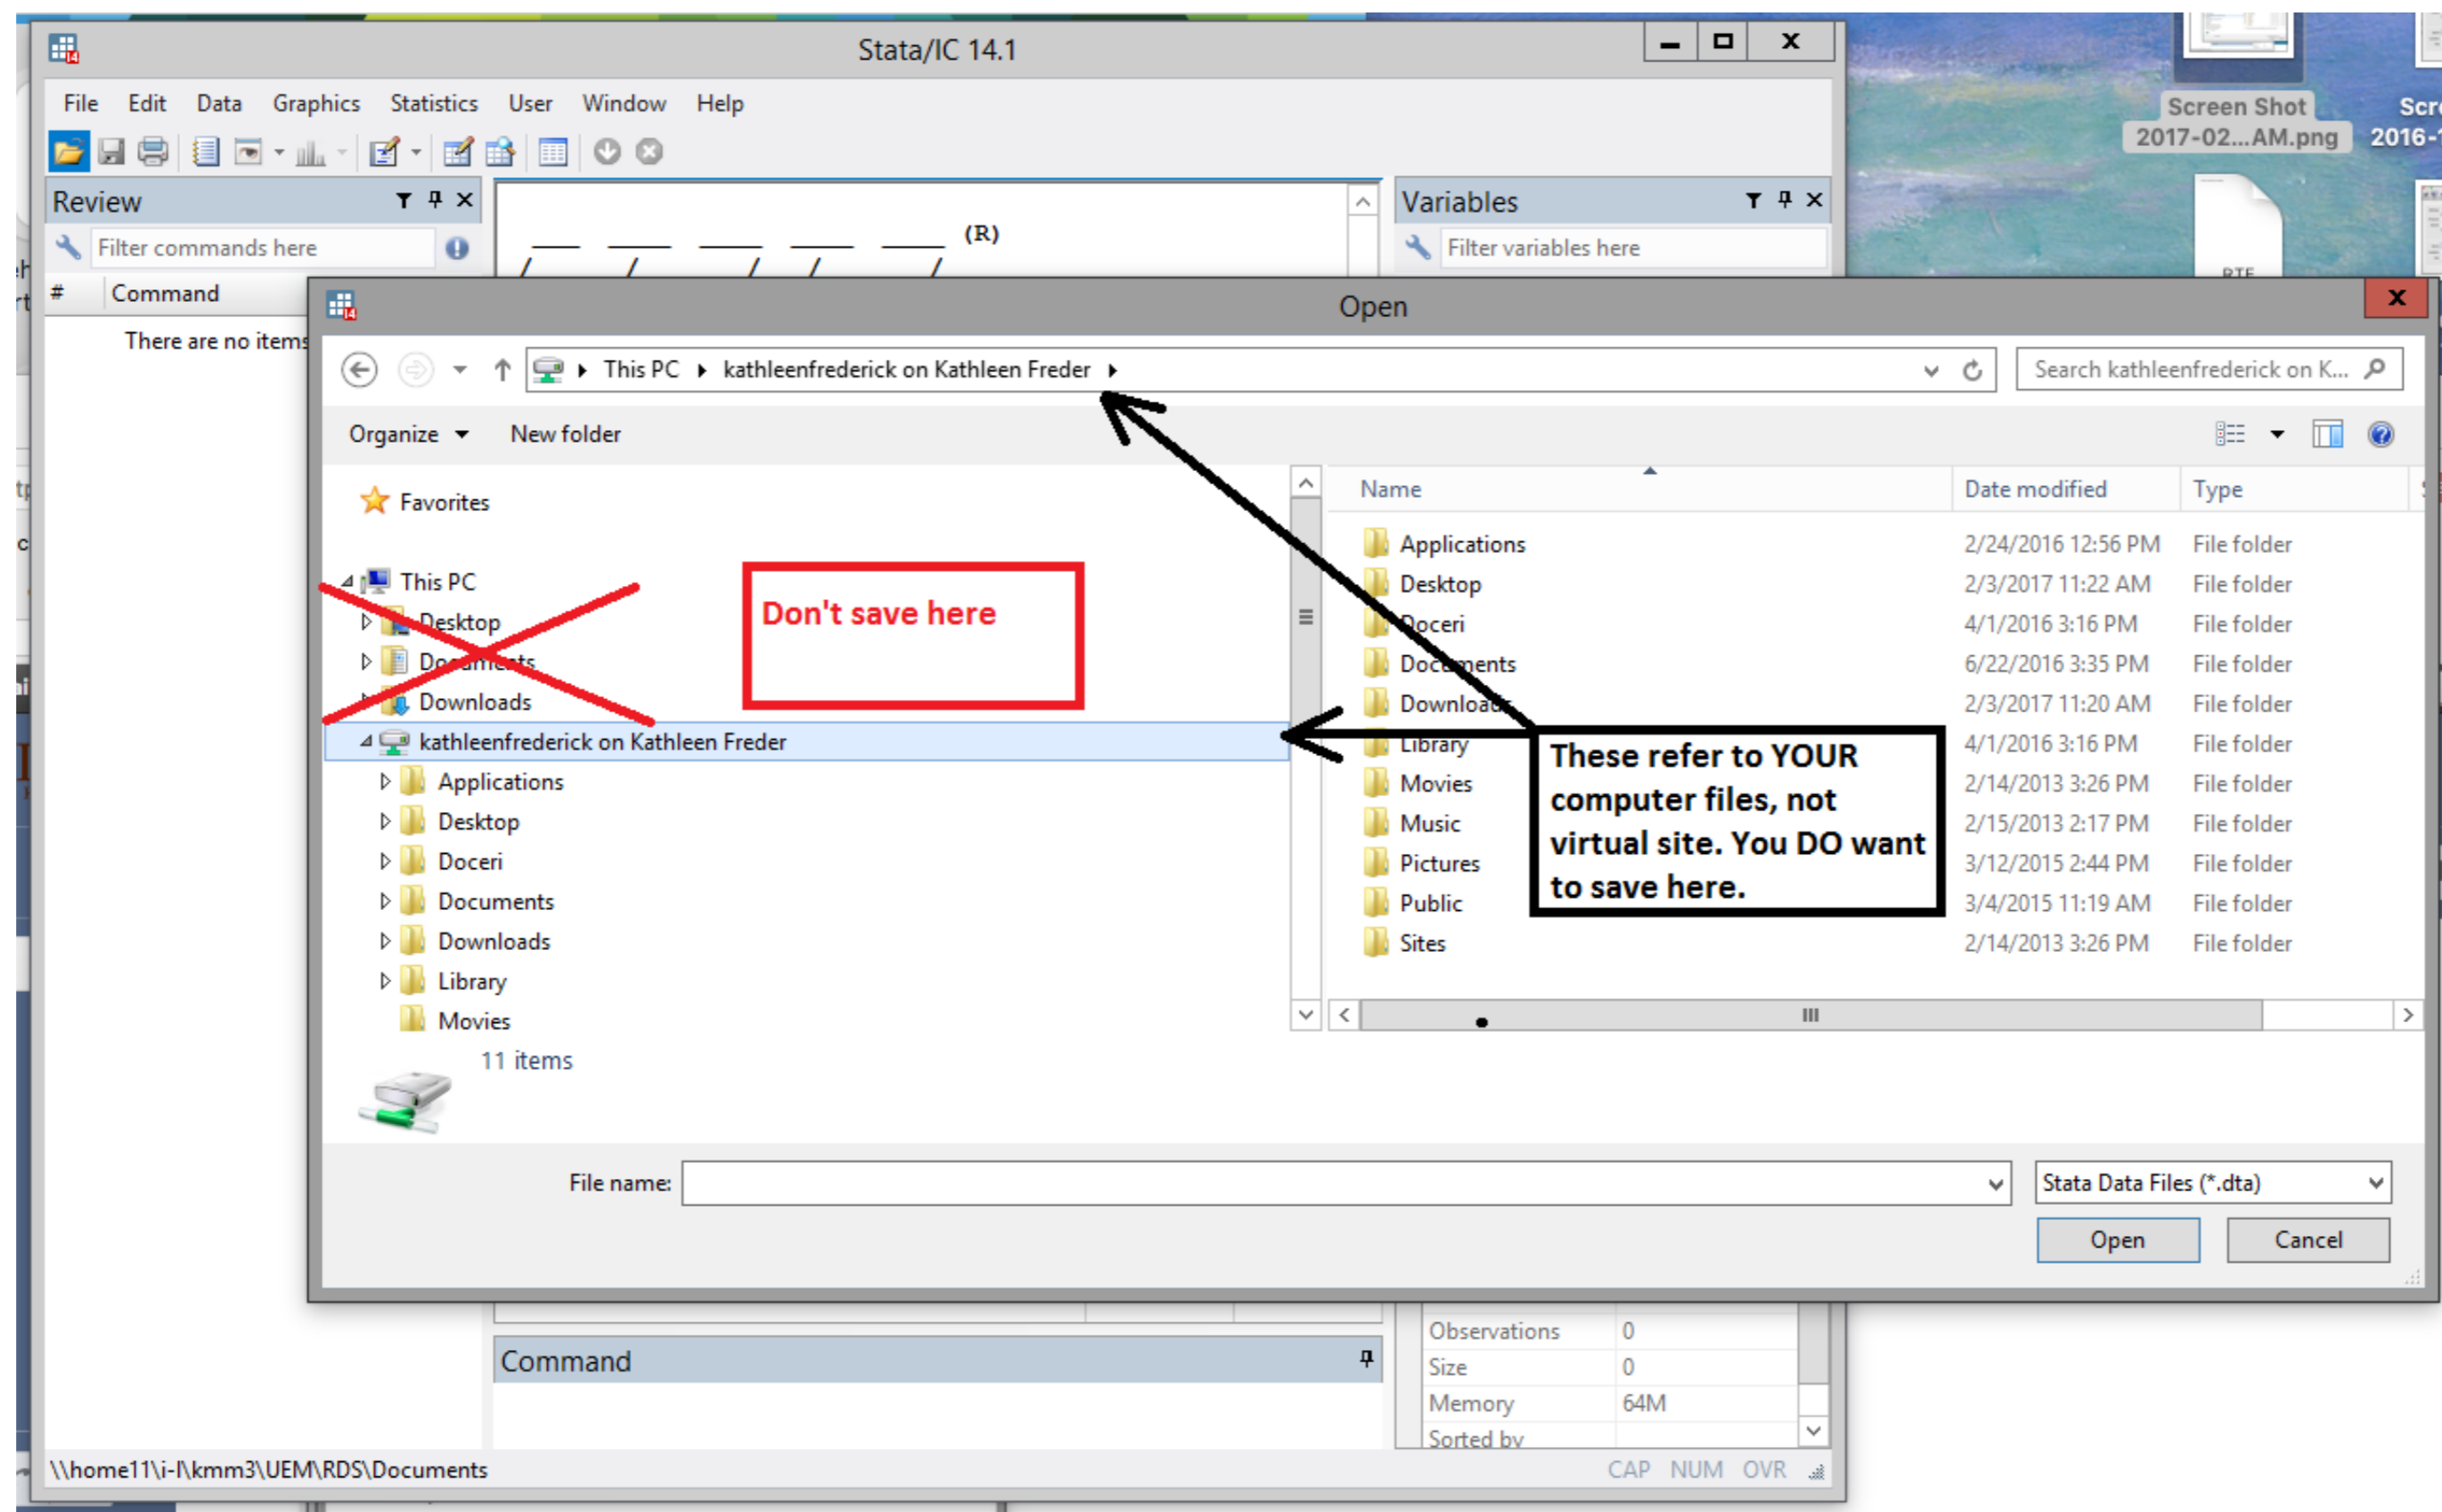 Stata/IC 14.1
File Edit Data Graphics Statistics User Window Help
Screen Shot
2017-02...AM.png
Review
Variables
Filter commands here
(R)
Filter variables here
# Command
There are no items
Open
This PC kathleenfrederick on Kathleen Freder
Search kathleenfrederick on K...
Organize
New folder
Name Date modified Type
Favorites
This PC
Desktop
Documents
Downloads
kathleenfrederick on Kathleen Freder
Applications
Desktop
Doceri
Documents
Downloads
Library
Movies
Don't save here
Applications 2/24/2016 12:56 PM File folder
Desktop 2/3/2017 11:22 AM File folder
Doceri 4/1/2016 3:16 PM File folder
Documents 6/22/2016 3:35 PM File folder
Downloads 2/3/2017 11:20 AM File folder
Library 4/1/2016 3:16 PM File folder
Movies 2/14/2013 3:26 PM File folder
Music 2/15/2013 2:17 PM File folder
Pictures 3/12/2015 2:44 PM File folder
Public 3/4/2015 11:19 AM File folder
Sites 2/14/2013 3:26 PM File folder
These refer to YOUR
computer files, not
virtual site. You DO want
to save here.
11 items
File name:
Stata Data Files (*.dta)
Open Cancel
Observations 0
Size 0
Memory 64M
Sorted by
Command
\\home11\i-l\kmm3\UEM\RDS\Documents
CAP NUM OVR